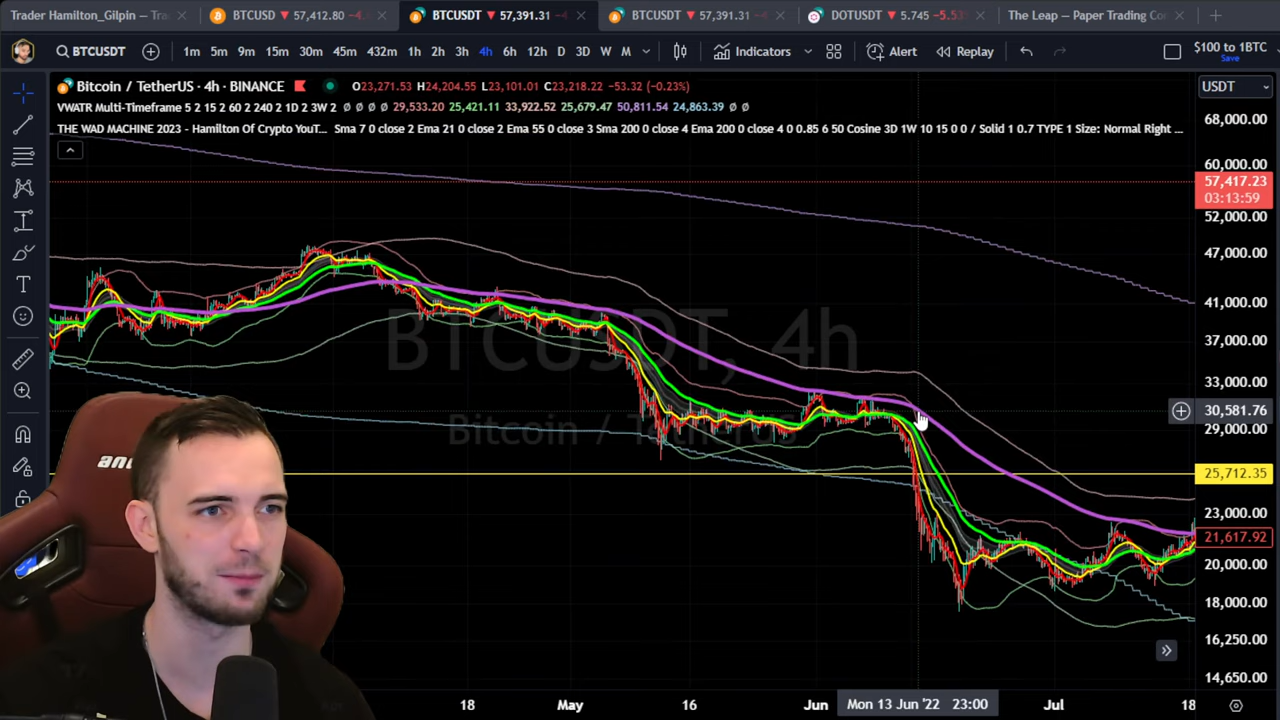 Trader Hamilton_Gilpin — Tra
BTCUSD ▼ 57,412.80 −4.
BTCUSDT ▼ 57,391.31 −4
BTCUSDT ▼ 57,391.31 −4
DOTUSDT ▼ 5.745 −5.53
The Leap — Paper Trading Co
BTCUSDT
1m 5m 9m 15m 30m 45m 432m 1h 2h 3h 4h 6h 12h D 3D W M
Indicators
Alert
Replay
$100 to 1BTC
Save
Bitcoin / TetherUS · 4h · BINANCE
O23,271.53 H24,204.55 L23,101.01 C23,218.22 −53.32 (−0.23%)
USDT
VWATR Multi-Timeframe 5 2 15 2 60 2 240 2 1D 2 3W 2 ∅ ∅ ∅ ∅ 29,533.20 25,421.11 33,922.52 25,679.47 50,811.54 24,863.39 ∅ ∅
THE WAD MACHINE 2023 - Hamilton Of Crypto YouT... Sma 7 0 close 2 Ema 21 0 close 2 Ema 55 0 close 3 Sma 200 0 close 4 Ema 200 0 close 4 0 0.85 6 50 Cosine 3D 1W 10 15 0 0 / Solid 1 0.7 TYPE 1 Size: Normal Right ...
68,000.00
60,000.00
57,417.23
03:13:59
52,000.00
47,000.00
41,000.00
37,000.00
33,000.00
30,581.76
29,000.00
25,712.35
23,000.00
21,617.92
20,000.00
18,000.00
16,250.00
14,650.00
BTCUSDT, 4h
Bitcoin / TetherUS
and
18
May
16
Jun
Mon 13 Jun '22 23:00
Jul
18